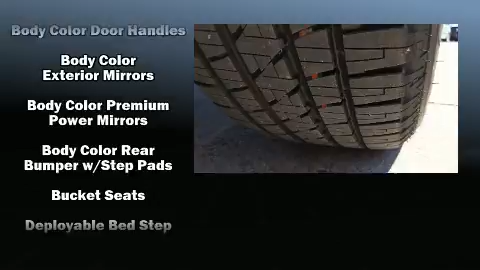 Body Color Door Handles
Body Color
Exterior Mirrors
Body Color Premium
Power Mirrors
Body Color Rear
Bumper w/Step Pads
Bucket Seats
Deployable Bed Step